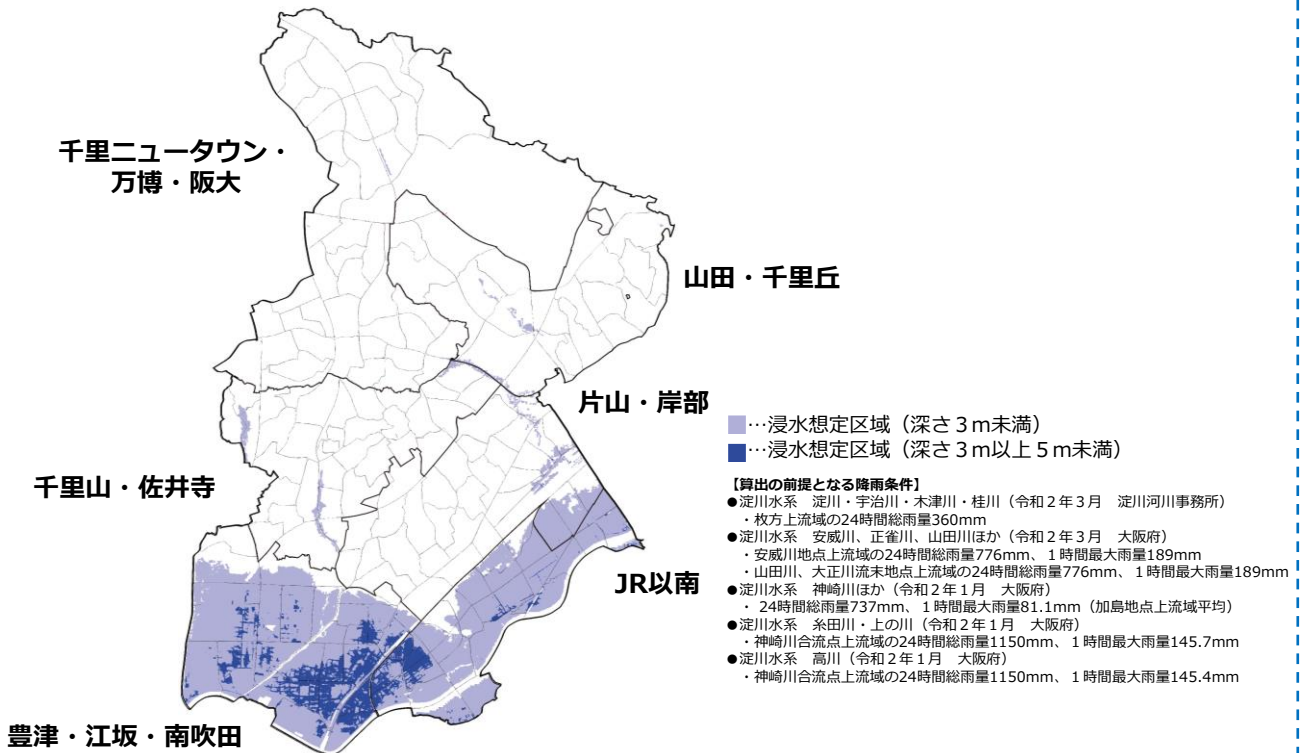 千里ニュータウン・
万博・阪大
山田・千里丘
片山・岸部
千里山・佐井寺
JR以南
豊津・江坂・南吹田
…浸水想定区域（深さ３ｍ未満）
…浸水想定区域（深さ３ｍ以上５ｍ未満）
【算出の前提となる降雨条件】
●淀川水系　淀川・宇治川・木津川・桂川（令和２年３月　淀川河川事務所）
・枚方上流域の24時間総雨量360mm
●淀川水系　安威川、正雀川、山田川ほか（令和２年３月　大阪府）
・安威川地点上流域の24時間総雨量776mm、１時間最大雨量189mm
・山田川、大正川流末地点上流域の24時間総雨量776mm、１時間最大雨量189mm
●淀川水系　神崎川ほか（令和２年１月　大阪府）
・ 24時間総雨量737mm、１時間最大雨量81.1mm（加島地点上流域平均）
●淀川水系　糸田川・上の川（令和２年１月　大阪府）
・神崎川合流点上流域の24時間総雨量1150mm、１時間最大雨量145.7mm
●淀川水系　高川（令和２年１月　大阪府）
・神崎川合流点上流域の24時間総雨量1150mm、１時間最大雨量145.4mm